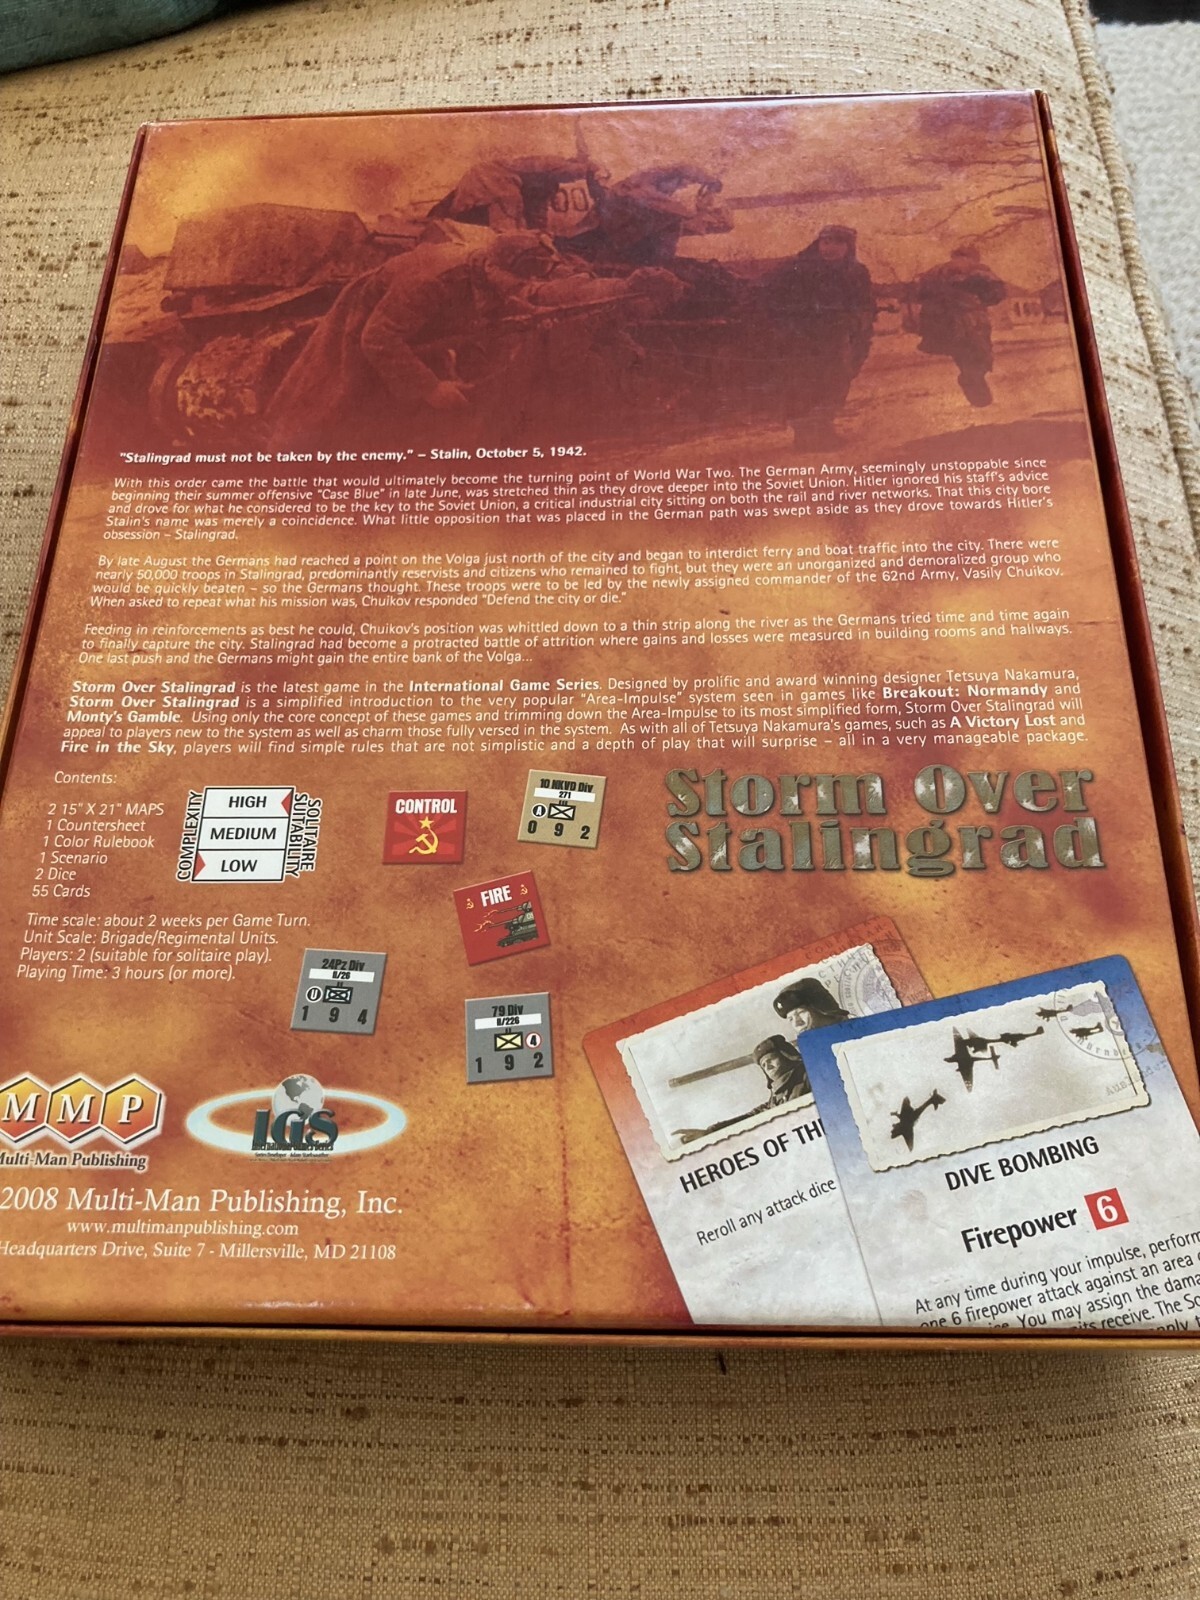 "Stalingrad must not be taken by the enemy." – Stalin, October 5, 1942.
With this order came the battle that would ultimately become the turning point of World War Two. The German Army, seemingly unstoppable since
beginning their summer offensive "Case Blue" in late June, was stretched thin as they drove deeper into the Soviet Union. Hitler ignored his staff's advice
and drove for what he considered to be the key to the Soviet Union, a critical industrial city sitting on both the rail and river networks. That this city bore
Stalin's name was merely a coincidence. What little opposition that was placed in the German path was swept aside as they drove towards Hitler's
obsession – Stalingrad.
By late August the Germans had reached a point on the Volga just north of the city and began to interdict ferry and boat traffic into the city. There were
nearly 50,000 troops in Stalingrad, predominantly reservists and citizens who remained to fight, but they were an unorganized and demoralized group who
would be quickly beaten – so the Germans thought. These troops were to be led by the newly assigned commander of the 62nd Army, Vasily Chuikov.
When asked to repeat what his mission was, Chuikov responded "Defend the city or die."
Feeding in reinforcements as best he could, Chuikov's position was whittled down to a thin strip along the river as the Germans tried time and time again
to finally capture the city. Stalingrad had become a protracted battle of attrition where gains and losses were measured in building rooms and hallways.
One last push and the Germans might gain the entire bank of the Volga...
Storm Over Stalingrad is the latest game in the International Game Series. Designed by prolific and award winning designer Tetsuya Nakamura,
Storm Over Stalingrad is a simplified introduction to the very popular "Area-Impulse" system seen in games like Breakout: Normandy and
Monty's Gamble. Using only the core concept of these games and trimming down the Area-Impulse to its most simplified form, Storm Over Stalingrad will
appeal to players new to the system as well as charm those fully versed in the system. As with all of Tetsuya Nakamura's games, such as A Victory Lost and
Fire in the Sky, players will find simple rules that are not simplistic and a depth of play that will surprise – all in a very manageable package.
Contents:
2 15" X 21" MAPS
1 Countersheet
1 Color Rulebook
1 Scenario
2 Dice
55 Cards
COMPLEXITY
HIGH
MEDIUM
LOW
SOLITAIRE
SUITABILITY
CONTROL
10 NKVD Div
271
A
0 9 2
Storm Over
Stalingrad
FIRE
Time scale: about 2 weeks per Game Turn.
Unit Scale: Brigade/Regimental Units.
Players: 2 (suitable for solitaire play).
Playing Time: 3 hours (or more).
24Pz Div
II/26
U
1 9 4
79 Div
II/226
4
1 9 2
MMP
Multi-Man Publishing
IGS
2008 Multi-Man Publishing, Inc.
www.multimanpublishing.com
Headquarters Drive, Suite 7 - Millersville, MD 21108
HEROES OF TH
Reroll any attack dice
DIVE BOMBING
Firepower 6
At any time during your impulse, perform
one 6 firepower attack against an area
You may assign the
receive. The